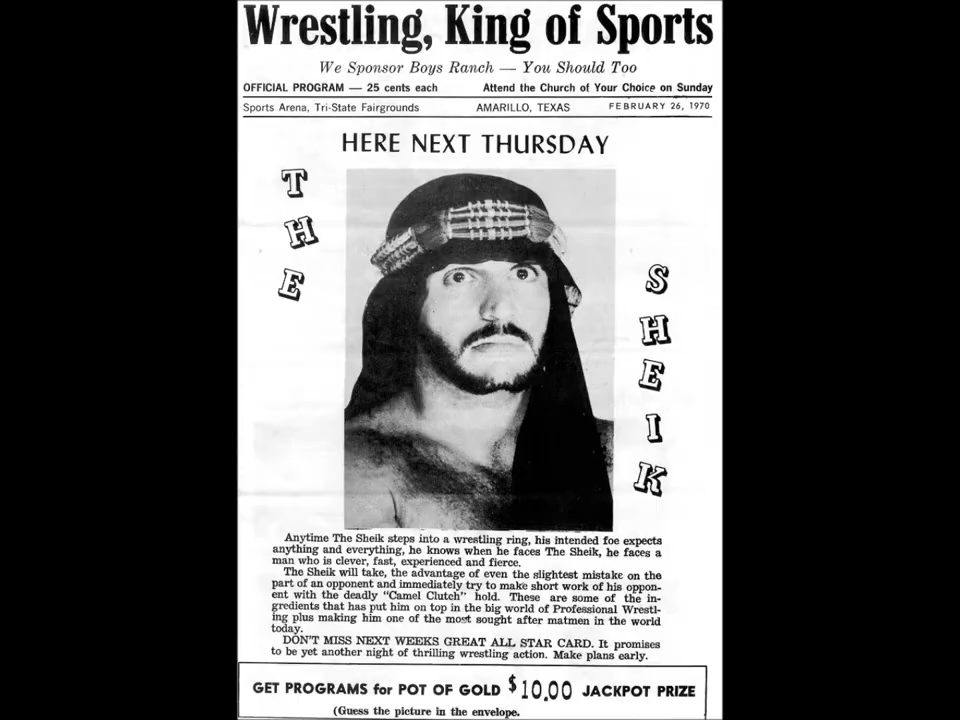 Wrestling, King of Sports
We Sponsor Boys Ranch — You Should Too
OFFICIAL PROGRAM — 25 cents each Attend the Church of Your Choice on Sunday
Sports Arena, Tri-State Fairgrounds AMARILLO, TEXAS FEBRUARY 26, 1970
HERE NEXT THURSDAY
THE
SHEIK
Anytime The Sheik steps into a wrestling ring, his intended foe expects
anything and everything, he knows when he faces The Sheik, he faces a
man who is clever, fast, experienced and fierce.
The Sheik will take, the advantage of even the slightest mistake on the
part of an opponent and immediately try to make short work of his oppon-
ent with the deadly "Camel Clutch" hold. These are some of the in-
gredients that has put him on top in the big world of Professional Wrestl-
ing plus making him one of the most sought after matmen in the world
today.
DON'T MISS NEXT WEEKS GREAT ALL STAR CARD. It promises
to be yet another night of thrilling wrestling action. Make plans early.
GET PROGRAMS for POT OF GOLD $10.00 JACKPOT PRIZE
(Guess the picture in the envelope.